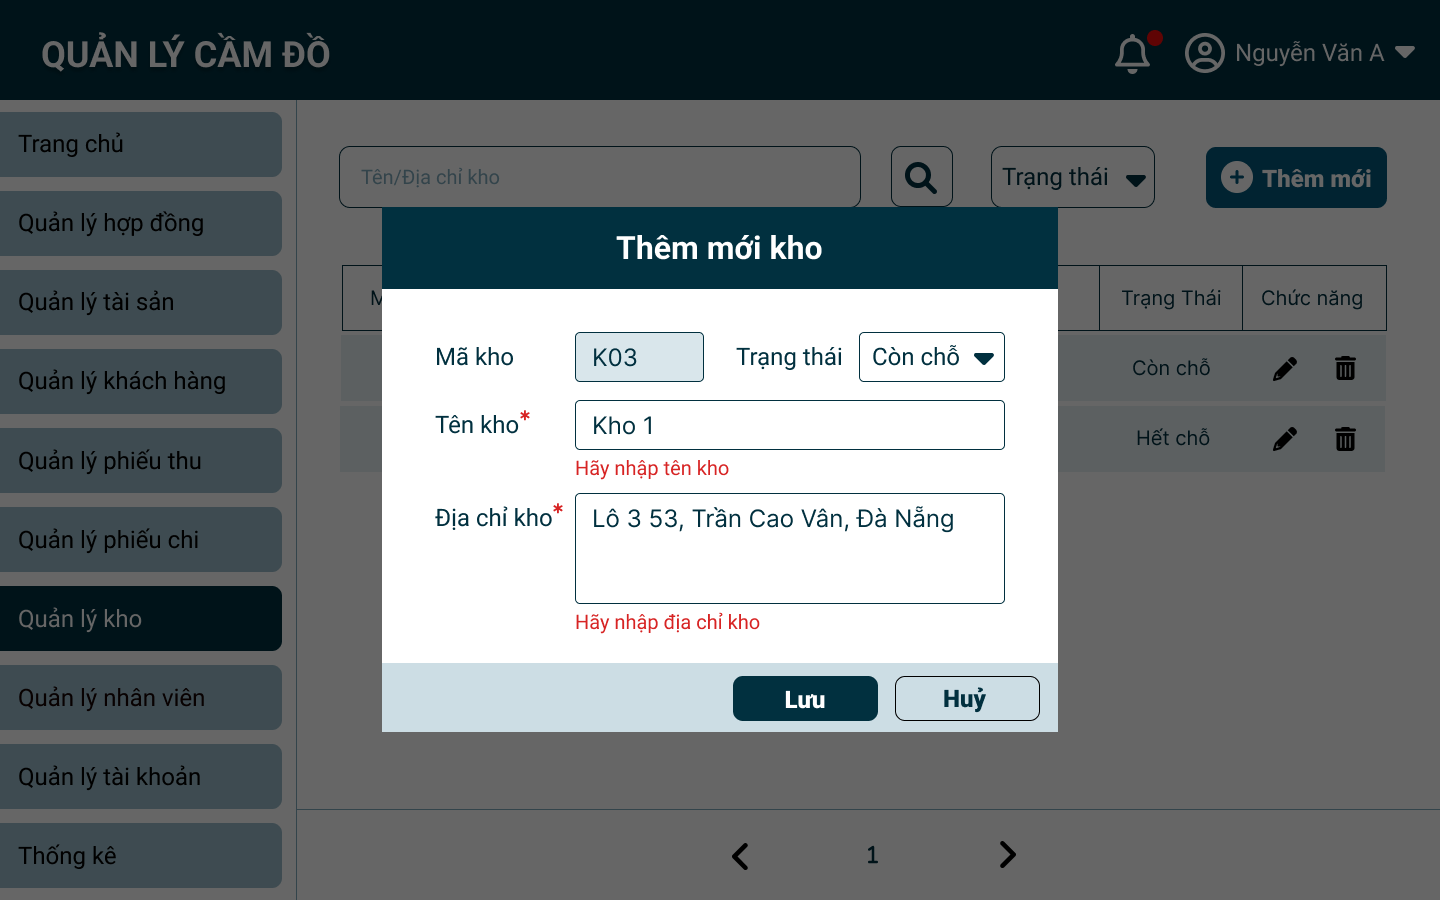 QUẢN LÝ CẦM ĐỒ
Nguyễn Văn A
Trang chủ
Quản lý hợp đồng
Quản lý tài sản
Quản lý khách hàng
Quản lý phiếu thu
Quản lý phiếu chi
Quản lý kho
Quản lý nhân viên
Quản lý tài khoản
Thống kê
Tên/Địa chỉ kho
Trạng thái
Thêm mới
Trạng Thái
Chức năng
Còn chỗ
Hết chỗ
Thêm mới kho
Mã kho
K03
Trạng thái
Còn chỗ
Tên kho*
Kho 1
Hãy nhập tên kho
Địa chỉ kho*
Lô 3 53, Trần Cao Vân, Đà Nẵng
Hãy nhập địa chỉ kho
Lưu
Huỷ
1